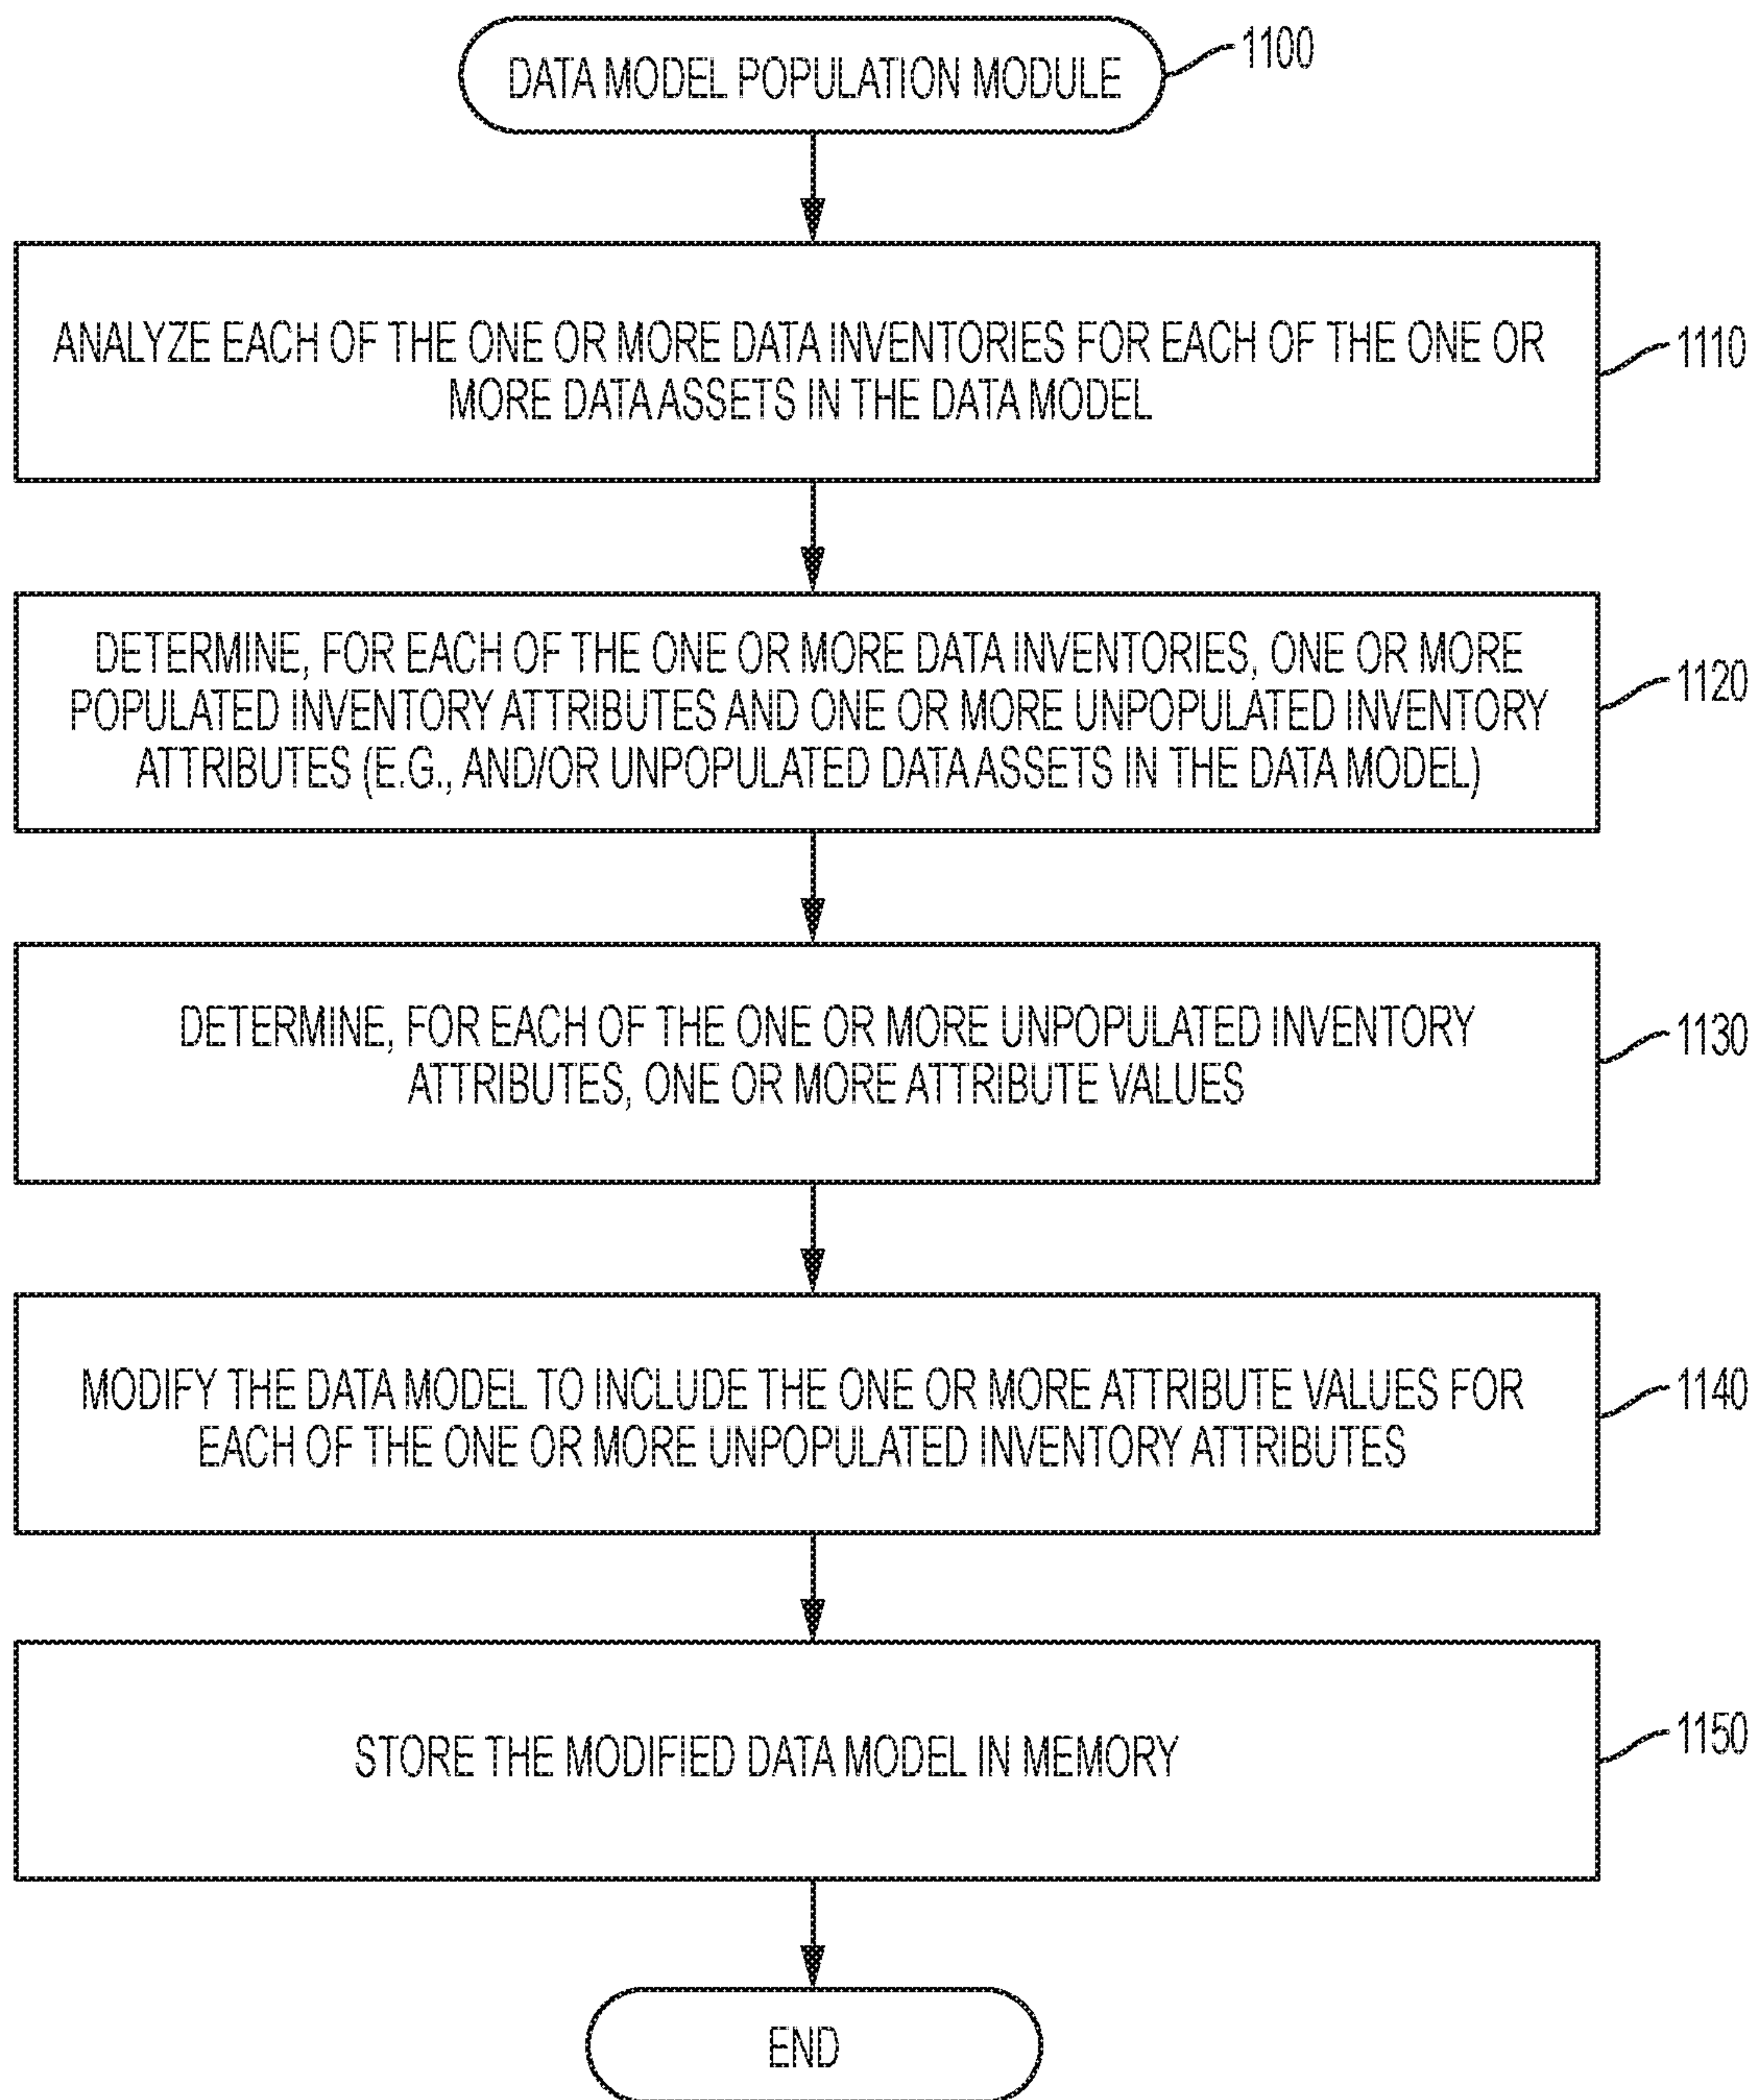 DATA MODEL POPULATION MODULE
1100
ANALYZE EACH OF THE ONE OR MORE DATA INVENTORIES FOR EACH OF THE ONE OR
MORE DATA ASSETS IN THE DATA MODEL
1110
DETERMINE, FOR EACH OF THE ONE OR MORE DATA INVENTORIES, ONE OR MORE
POPULATED INVENTORY ATTRIBUTES AND ONE OR MORE UNPOPULATED INVENTORY
ATTRIBUTES (E.G., AND/OR UNPOPULATED DATA ASSETS IN THE DATA MODEL)
1120
DETERMINE, FOR EACH OF THE ONE OR MORE UNPOPULATED INVENTORY
ATTRIBUTES, ONE OR MORE ATTRIBUTE VALUES
1130
MODIFY THE DATA MODEL TO INCLUDE THE ONE OR MORE ATTRIBUTE VALUES FOR
EACH OF THE ONE OR MORE UNPOPULATED INVENTORY ATTRIBUTES
1140
STORE THE MODIFIED DATA MODEL IN MEMORY
1150
END